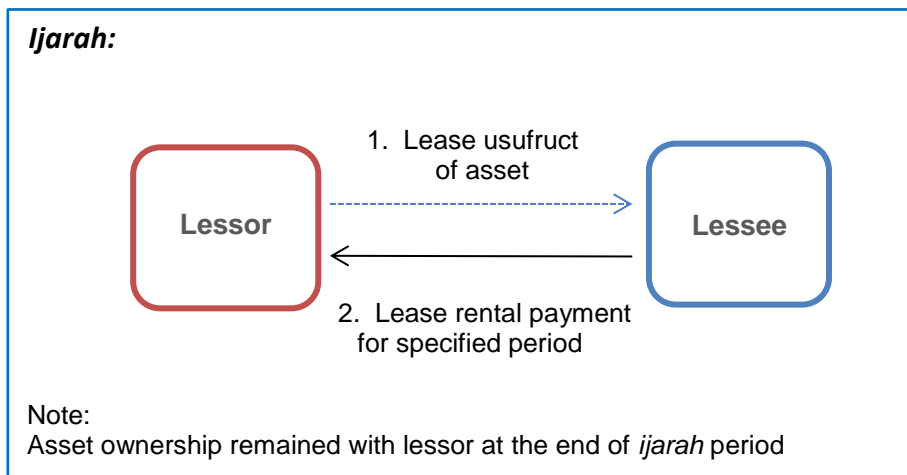 Ijarah:
1. Lease usufruct
of asset
Lessor
Lessee
2. Lease rental payment
for specified period
Note:
Asset ownership remained with lessor at the end of ijarah period